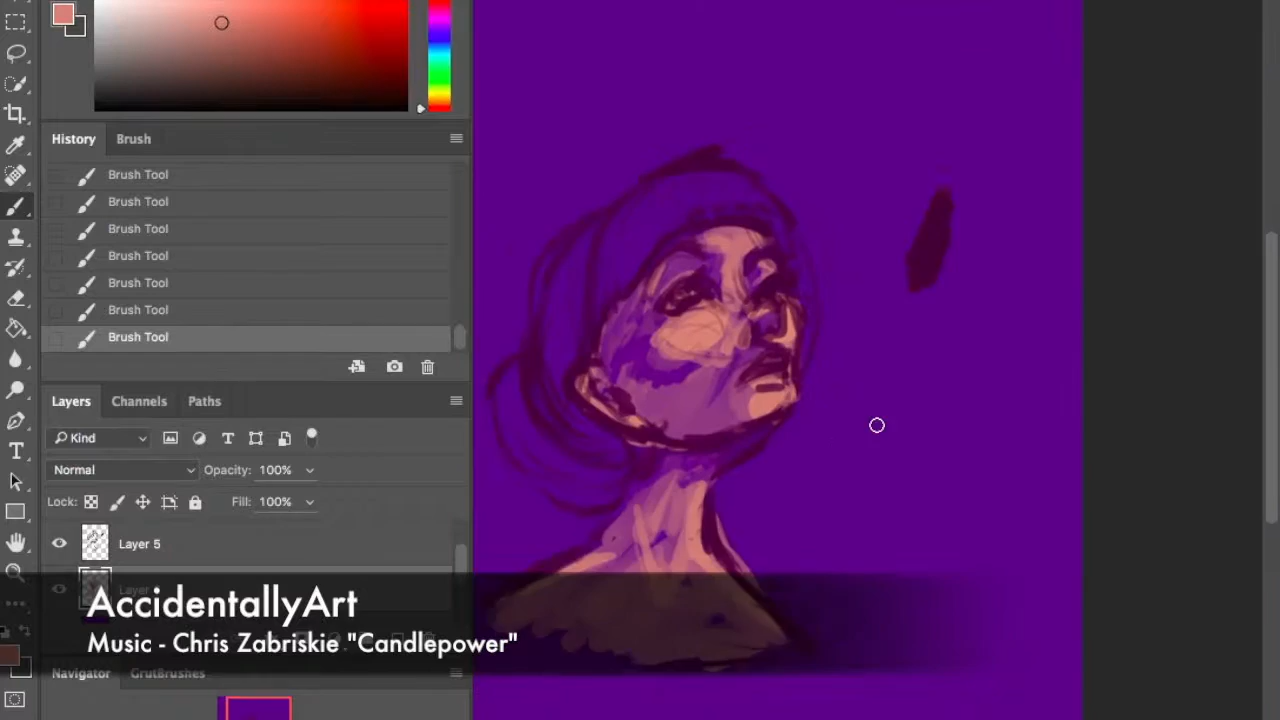 History Brush
Brush Tool
Brush Tool
Brush Tool
Brush Tool
Brush Tool
Brush Tool
Brush Tool
Layers Channels Paths
Kind
Normal Opacity: 100%
Lock: Fill: 100%
Layer 5
AccidentallyArt
Music - Chris Zabriskie "Candlepower"
Navigator GrutBrushes